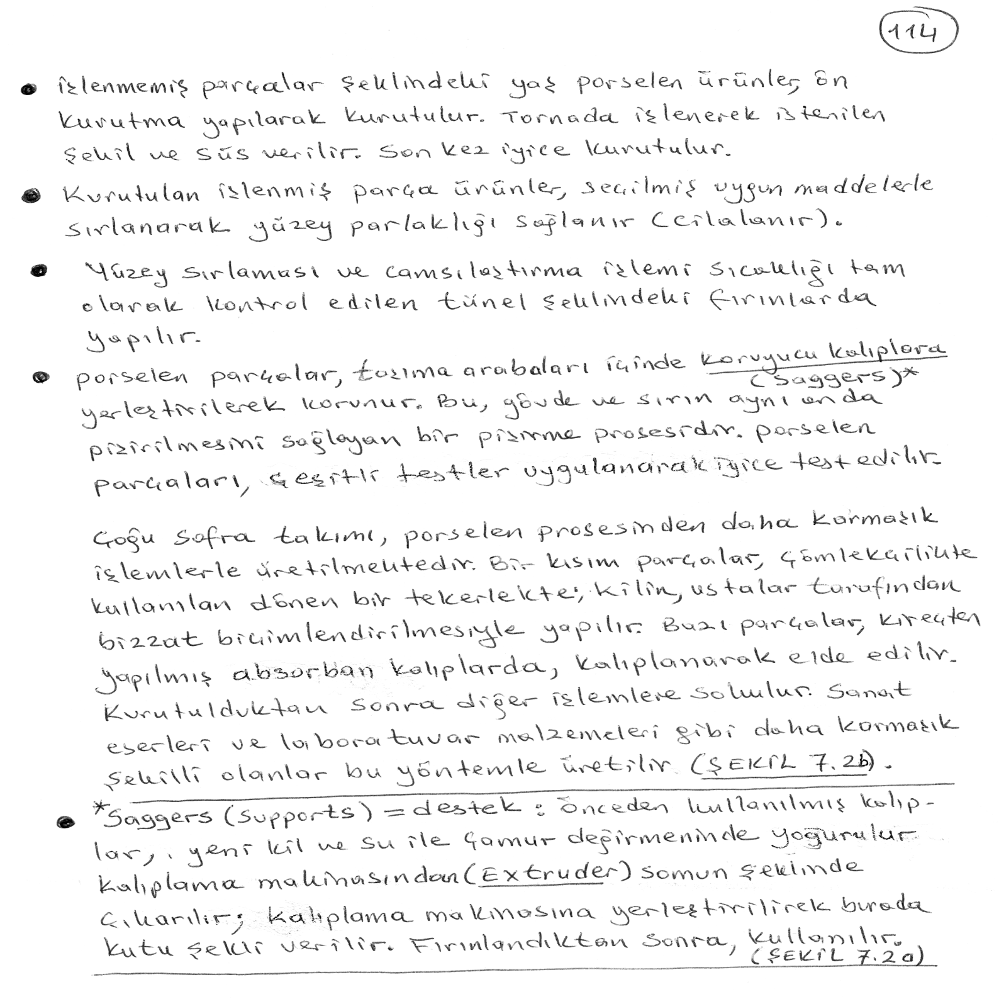 114
• işlenmemiş parçalar şeklindeki yaş porselen ürünler, ön
kurutma yapılarak kurutulur. Tornada işlenerek istenilen
şekil ve süs verilir. Son kez iyice kurutulur.
• Kurutulan işlenmiş parça ürünler, seçilmiş uygun maddelerle
sırlanarak yüzey parlaklığı sağlanır (cilalanır).
• Yüzey sırlaması ve camsılaştırma işlemi sıcaklığı tam
olarak kontrol edilen tünel şeklindeki fırınlarda
yapılır.
• porselen parçalar, taşıma arabaları içinde koruyucu kalıplara
(saggers)*
yerleştirilerek korunur. Bu, gövde ve sırın aynı anda
pişirilmesini sağlayan bir pişirme prosesidir. porselen
parçaları, çeşitli testler uygulanarak iyice test edilir.
Çoğu sofra takımı, porselen prosesinden daha karmaşık
işlemlerle üretilmektedir. Bir kısım parçalar, çömlekçilikte
kullanılan dönen bir tekerlekte; kilin, ustalar tarafından
bizzat biçimlendirilmesiyle yapılır. Bazı parçalar, kireçten
yapılmış absorban kalıplarda, kalıplanarak elde edilir.
Kurutulduktan sonra diğer işlemlere sokulur. Sanat
eserleri ve laboratuvar malzemeleri gibi daha karmaşık
şekilli olanlar bu yöntemle üretilir (ŞEKİL 7.2b).
• *Saggers (supports) = destek : önceden kullanılmış kalıp-
lar, yeni kil ve su ile çamur değirmeninde yoğurulur
kalıplama makinasından (Extruder) somun şeklinde
çıkarılır; kalıplama makinasına yerleştirilirek burada
kutu şekli verilir. Fırınlandıktan sonra, kullanılır.
(ŞEKİL 7.2a)